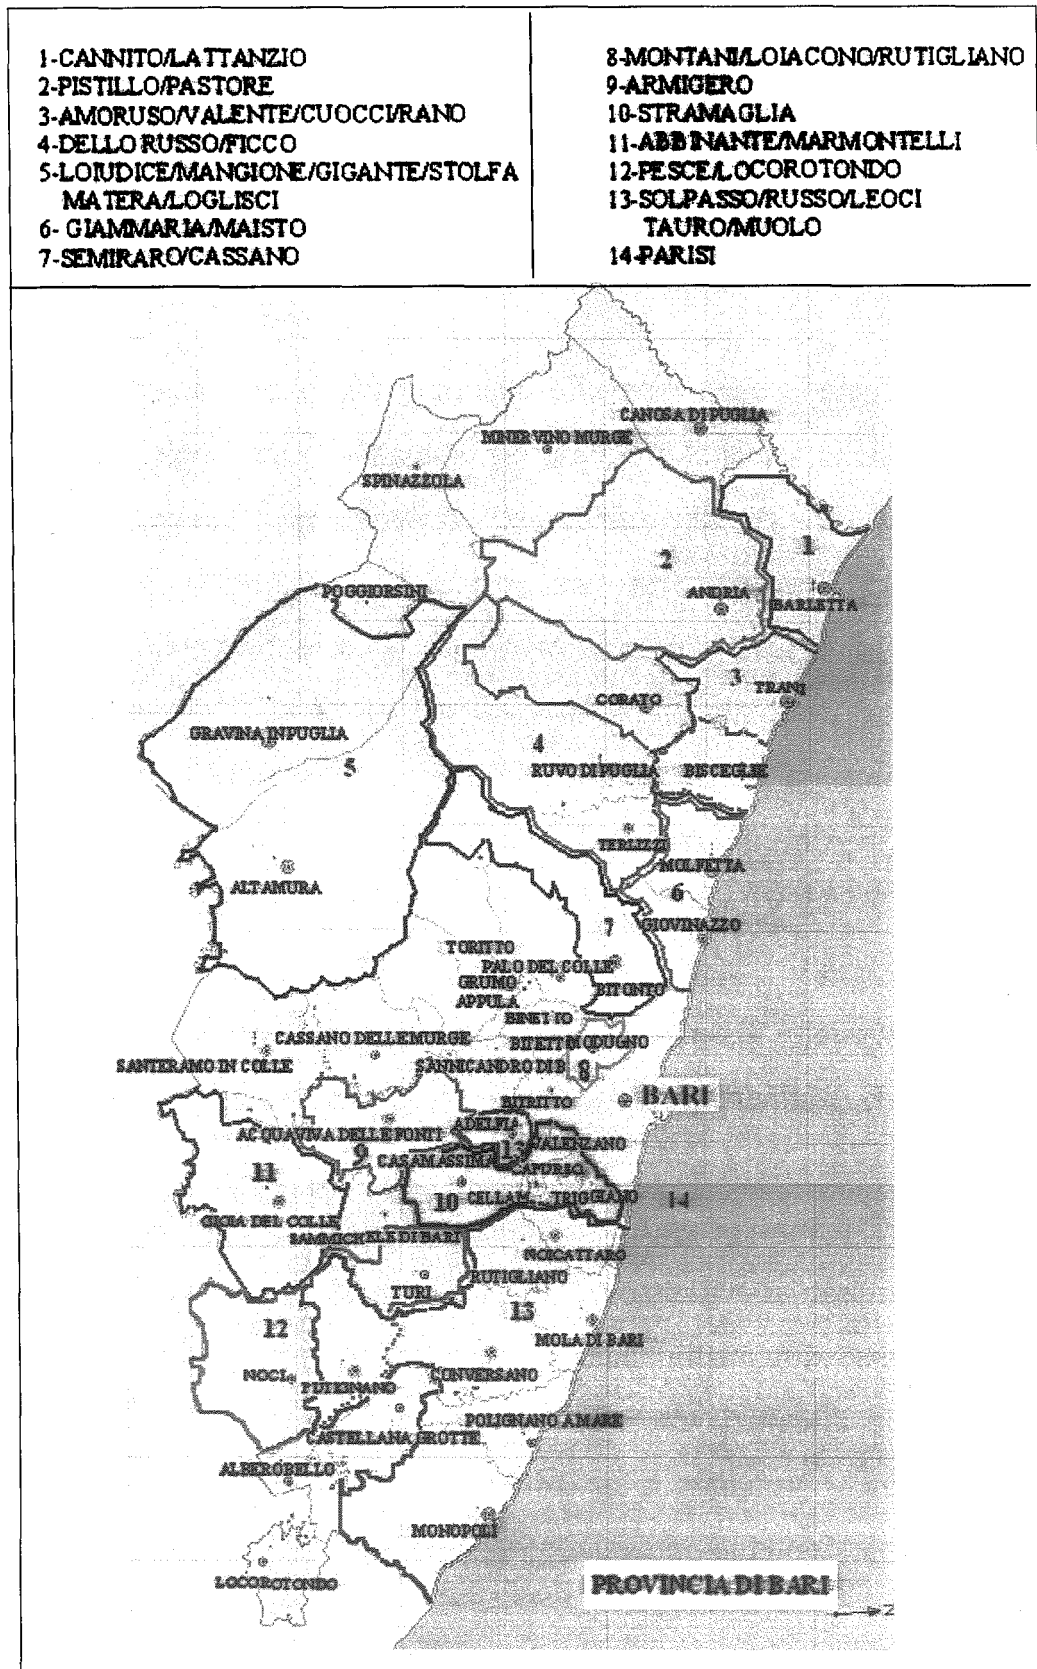 1-CANNITO/LATTANZIO
2-PISTILLO/PASTORE
3-AMORUSO/VALENTE/CUOCCI/RANO
4-DELLO RUSSO/FICCO
5-LOIUDICE/MANGIONE/GIGANTE/STOLFA
MATERA/LOGLISCI
6- GIAMMARIA/MAISTO
7-SEMIRARO/CASSANO
8-MONTANI/LOIACONO/RUTIGLIANO
9-ARMIGERO
10-STRAMAGLIA
11-ABBINANTE/MARMONTELLI
12-PESCE/LOCOROTONDO
13-SOLPASSO/RUSSO/LEOCI
TAURO/MUOLO
14-PARISI
CANOSA DI PUGLIA
MINERVINO MURGE
SPINAZZOLA
1
2
POGGIORSINI
ANDRIA
BARLETTA
3
TRANI
CORATO
GRAVINA IN PUGLIA
4
5
RUVO DI PUGLIA
BISCEGLIE
TERLIZZI
MOLFETTA
ALTAMURA
6
GIOVINAZZO
7
TORITTO
PALO DEL COLLE
GRUMO
APPULA
BITONTO
BINETTO
CASSANO DELLE MURGE
BITETTO
MODUGNO
SANTERAMO IN COLLE
SANNICANDRO DI B
8
BARI
BITRITTO
ADELFIA
ACQUAVIVA DELLE FONTI
VALENZANO
13
9
CASAMASSIMA
CAPURSO
11
10
CELLAM
TRIGGIANO
14
GIOIA DEL COLLE
SAMMICHELE DI BARI
NOICATTARO
RUTIGLIANO
TURI
13
12
MOLA DI BARI
NOCI
PUTIGNANO
CONVERSANO
POLIGNANO A MARE
CASTELLANA GROTTE
ALBEROBELLO
MONOPOLI
LOCOROTONDO
PROVINCIA DI BARI